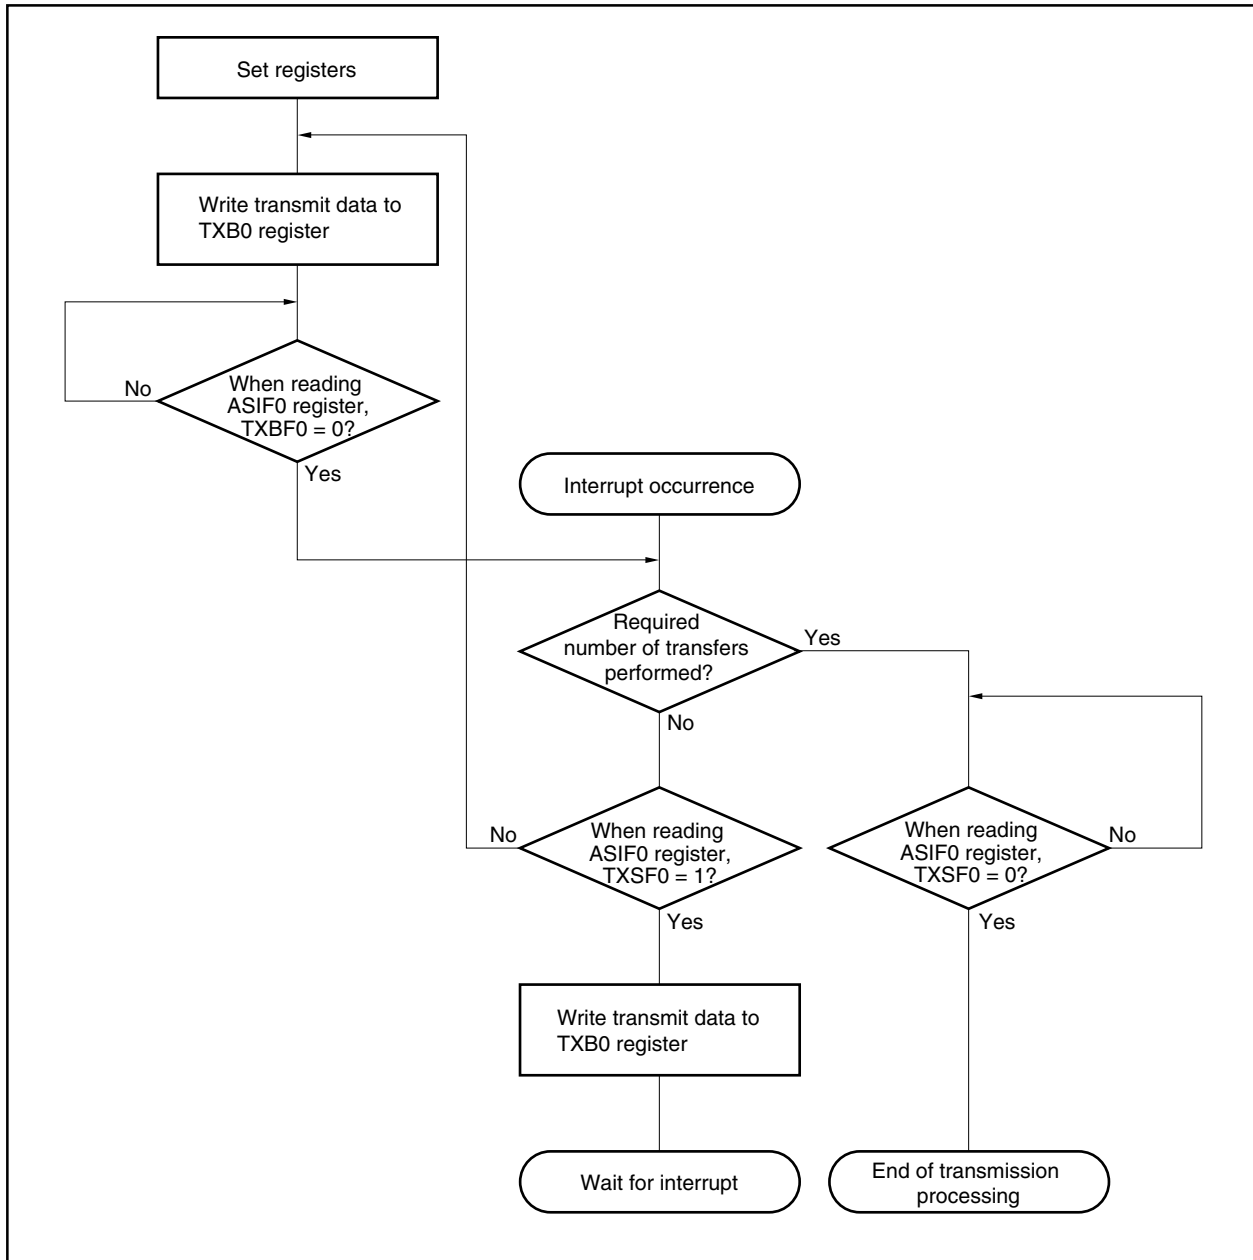 Set registers
Write transmit data to
TXB0 register
No
When reading
ASIF0 register,
TXBF0 = 0?
Yes
Interrupt occurrence
Required
number of transfers
performed?
Yes
No
No
When reading
ASIF0 register,
TXSF0 = 1?
Yes
When reading
ASIF0 register,
TXSF0 = 0?
No
Yes
Write transmit data to
TXB0 register
Wait for interrupt
End of transmission
processing